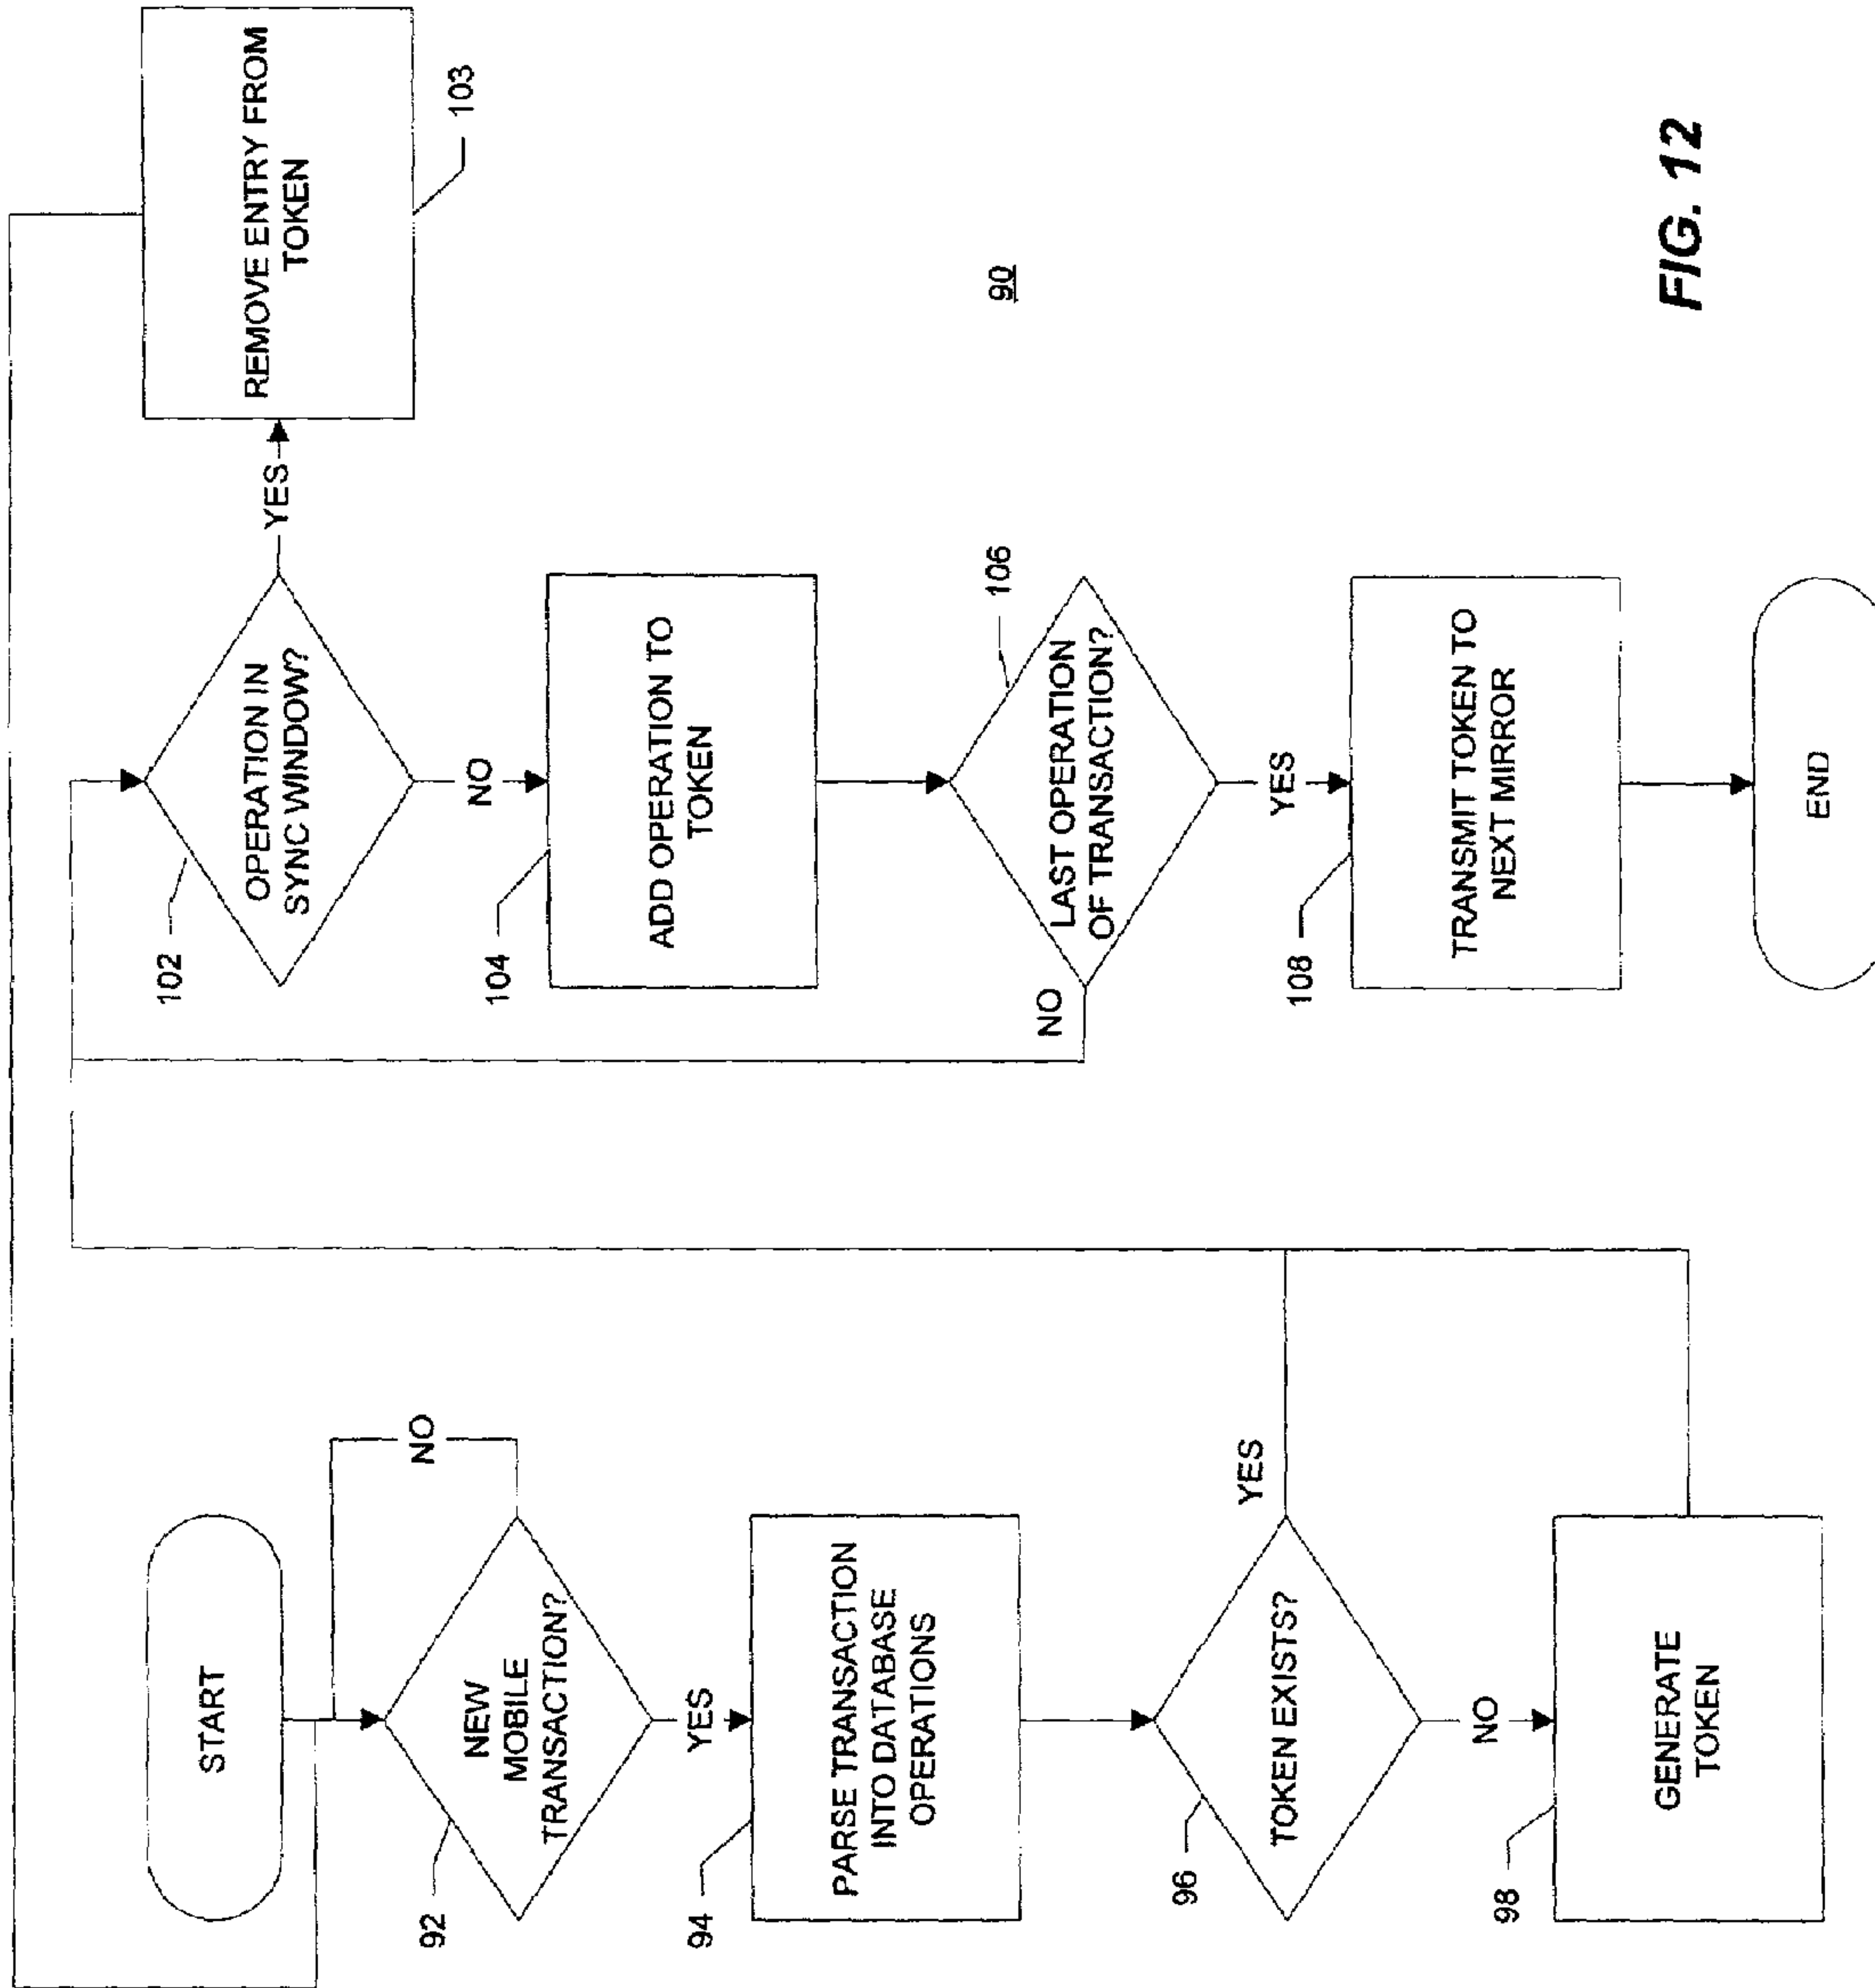 START
NO
92
NEW
MOBILE
TRANSACTION?
YES
94
PARSE TRANSACTION
INTO DATABASE
OPERATIONS
96
TOKEN EXISTS?
YES
NO
98
GENERATE
TOKEN
102
OPERATION IN
SYNC WINDOW?
YES
REMOVE ENTRY FROM
TOKEN
103
NO
104
ADD OPERATION TO
TOKEN
106
LAST OPERATION
OF TRANSACTION?
NO
YES
108
TRANSMIT TOKEN TO
NEXT MIRROR
END
90
FIG. 12